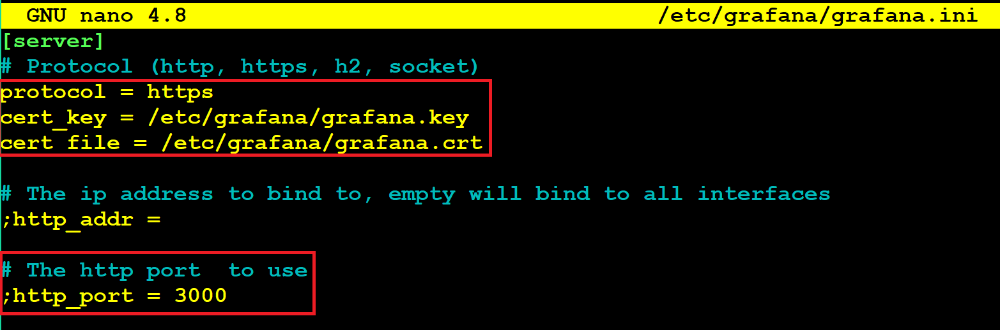 GNU nano 4.8 /etc/grafana/grafana.ini
[server]
# Protocol (http, https, h2, socket)
protocol = https
cert_key = /etc/grafana/grafana.key
cert_file = /etc/grafana/grafana.crt
# The ip address to bind to, empty will bind to all interfaces
;http_addr =
# The http port  to use
;http_port = 3000